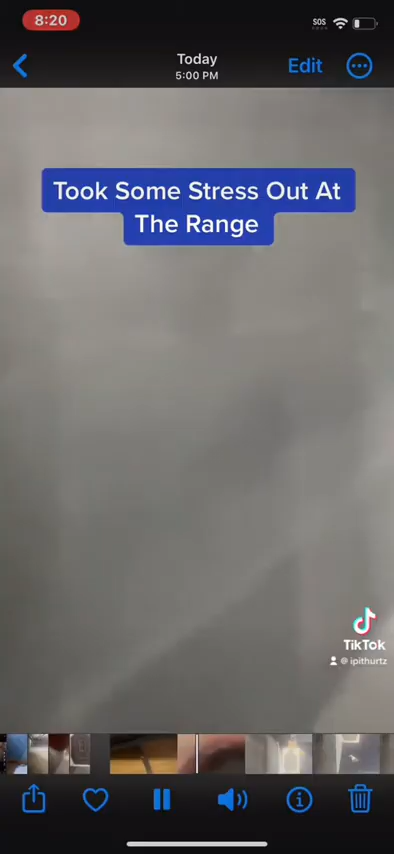 8:20
SOS
Today
5:00 PM
Edit
Took Some Stress Out At
The Range
TikTok
@ ipithurtz